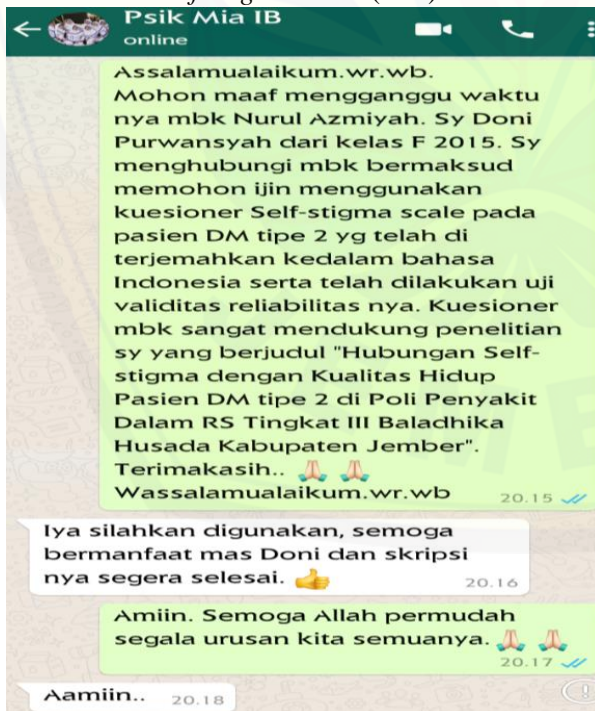 Psik Mia IB
online
Assalamualaikum.wr.wb.
Mohon maaf mengganggu waktu
nya mbk Nurul Azmiyah. Sy Doni
Purwansyah dari kelas F 2015. Sy
menghubungi mbk bermaksud
memohon ijin menggunakan
kuesioner Self-stigma scale pada
pasien DM tipe 2 yg telah di
terjemahkan kedalam bahasa
Indonesia serta telah dilakukan uji
validitas reliabilitas nya. Kuesioner
mbk sangat mendukung penelitian
sy yang berjudul "Hubungan Self-
stigma dengan Kualitas Hidup
Pasien DM tipe 2 di Poli Penyakit
Dalam RS Tingkat III Baladhika
Husada Kabupaten Jember".
Terimakasih.. 🙏🏻 🙏🏻
Wassalamualaikum.wr.wb
20.15
Iya silahkan digunakan, semoga
bermanfaat mas Doni dan skripsi
nya segera selesai. 👍
20.16
Amiin. Semoga Allah permudah
segala urusan kita semuanya. 🙏🏻 🙏🏻
20.17
Aamiin.. 20.18